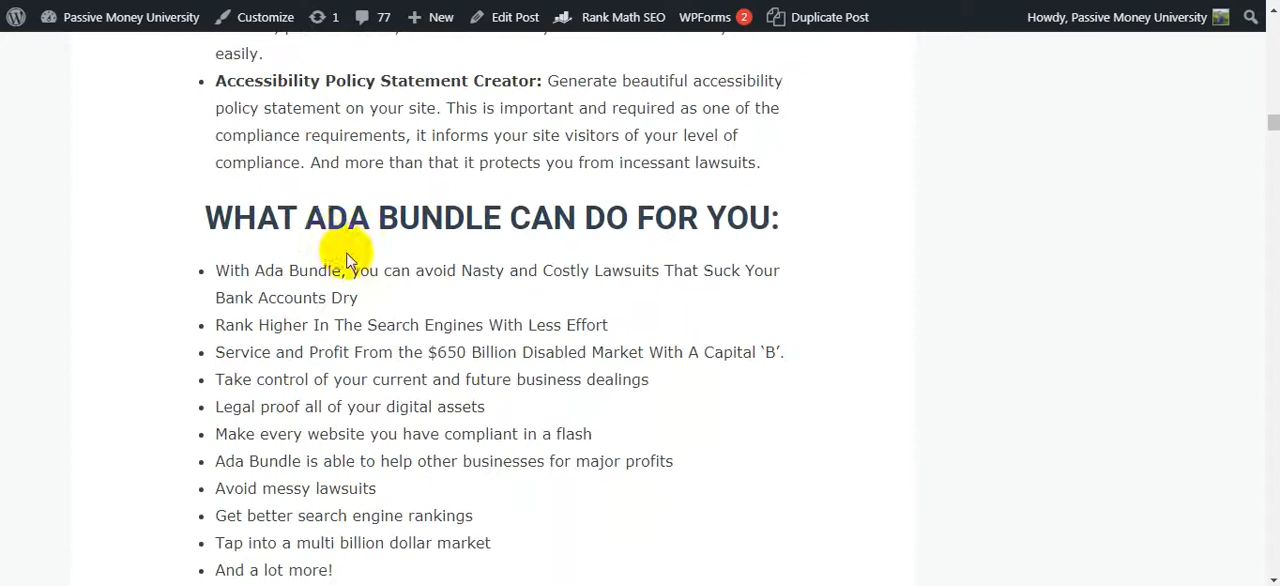 Passive Money University Customize 1 77 New Edit Post Rank Math SEO WPForms 2 Duplicate Post Howdy, Passive Money University
easily.
Accessibility Policy Statement Creator: Generate beautiful accessibility
policy statement on your site. This is important and required as one of the
compliance requirements, it informs your site visitors of your level of
compliance. And more than that it protects you from incessant lawsuits.
WHAT ADA BUNDLE CAN DO FOR YOU:
With Ada Bundle, you can avoid Nasty and Costly Lawsuits That Suck Your
Bank Accounts Dry
Rank Higher In The Search Engines With Less Effort
Service and Profit From the $650 Billion Disabled Market With A Capital ‘B’.
Take control of your current and future business dealings
Legal proof all of your digital assets
Make every website you have compliant in a flash
Ada Bundle is able to help other businesses for major profits
Avoid messy lawsuits
Get better search engine rankings
Tap into a multi billion dollar market
And a lot more!